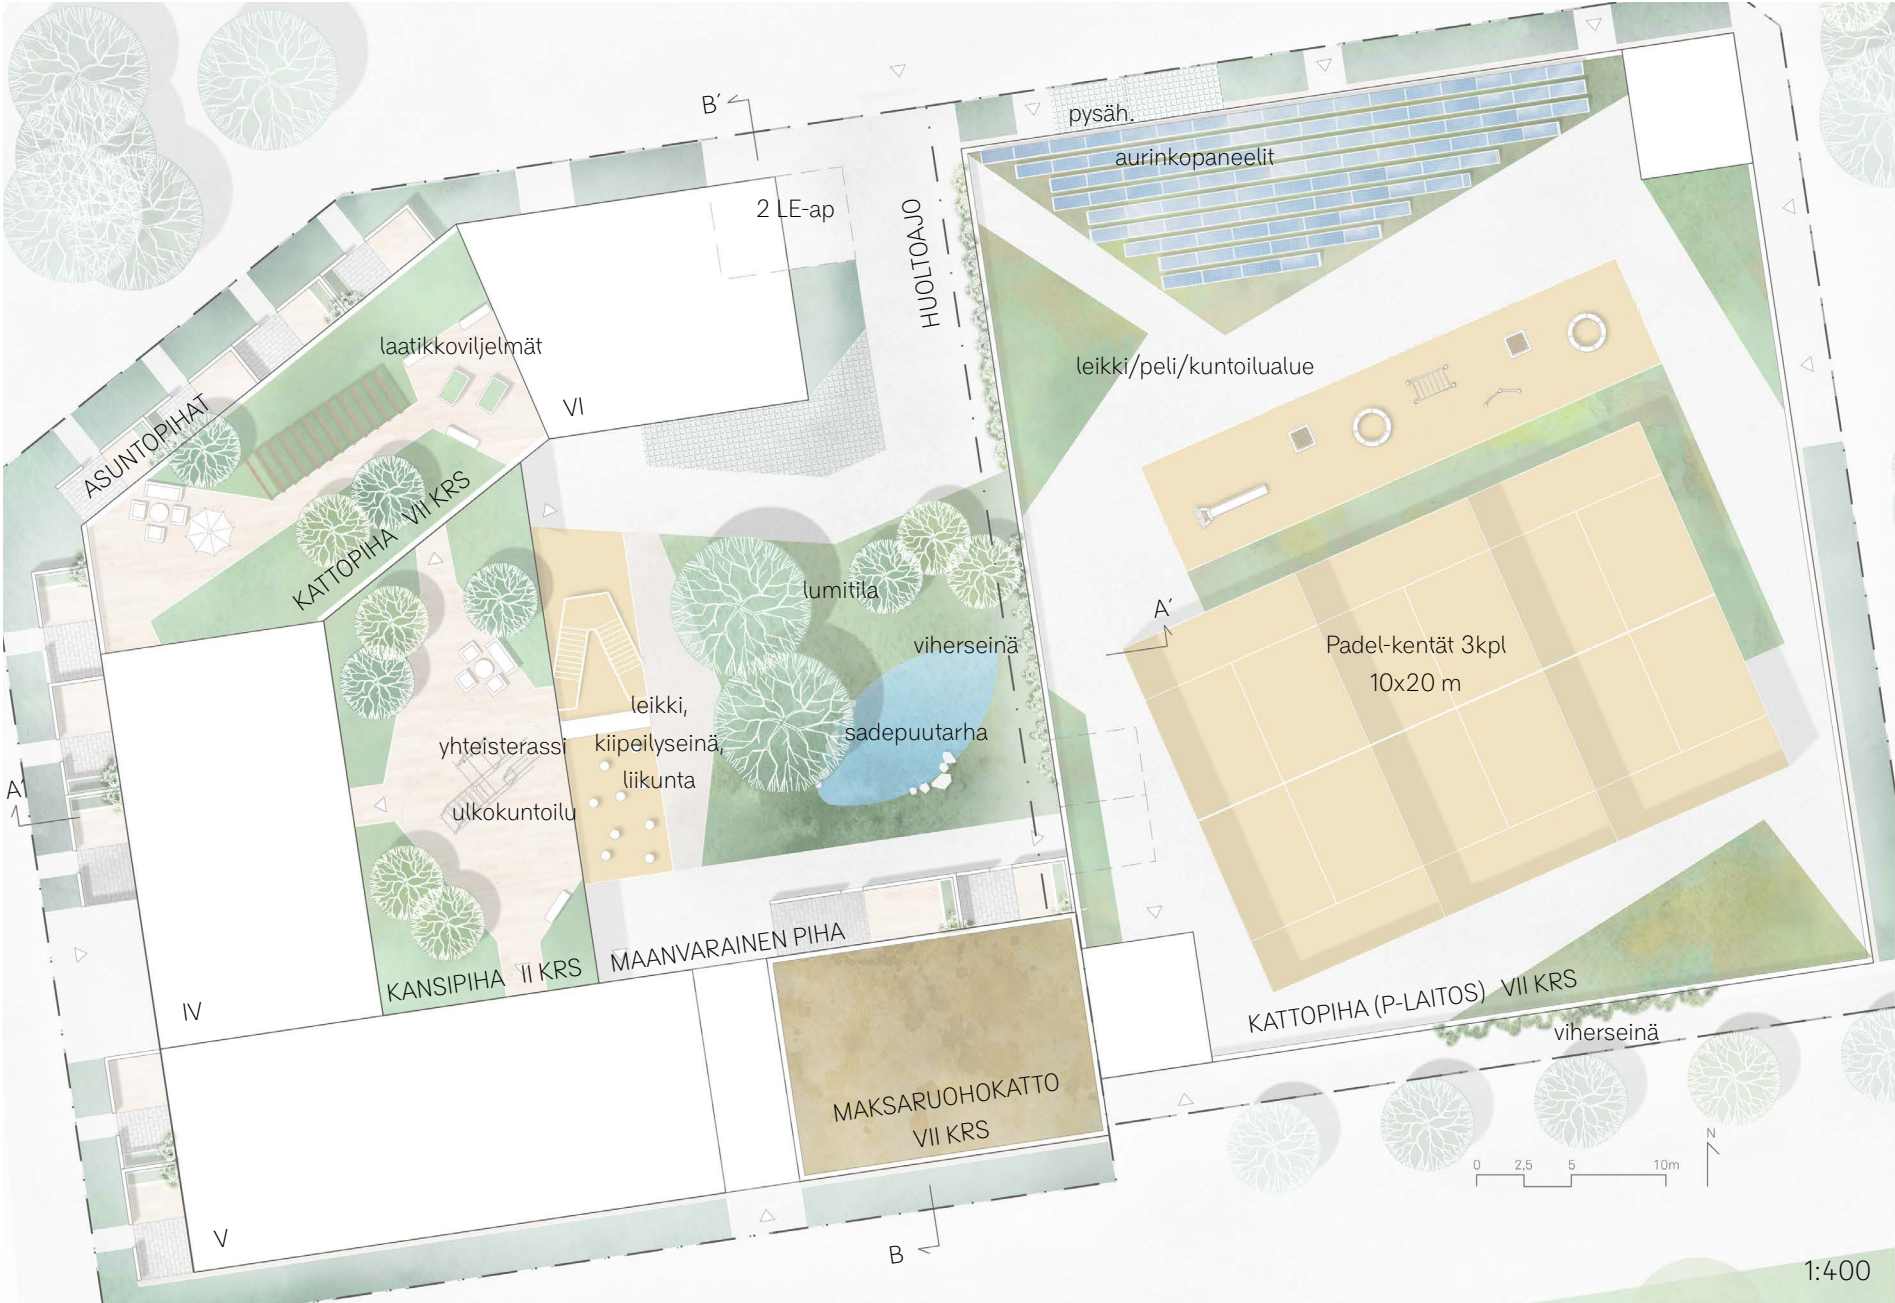 B´
pysäh.
aurinkopaneelit
2 LE-ap
HUOLTOAJO
laatikkoviljelmät
leikki/peli/kuntoilualue
VI
ASUNTOPIHAT
KATTOPIHA VII KRS
lumitila
A´
viherseinä
Padel-kentät 3kpl
10x20 m
leikki,
kiipeilyseinä,
liikunta
sadepuutarha
yhteisterassi
ulkokuntoilu
A´
MAANVARAINEN PIHA
KANSIPIHA II KRS
IV
KATTOPIHA (P-LAITOS) VII KRS
viherseinä
MAKSARUOHOKATTO
VII KRS
N
0 2,5 5 10m
V
B
1:400